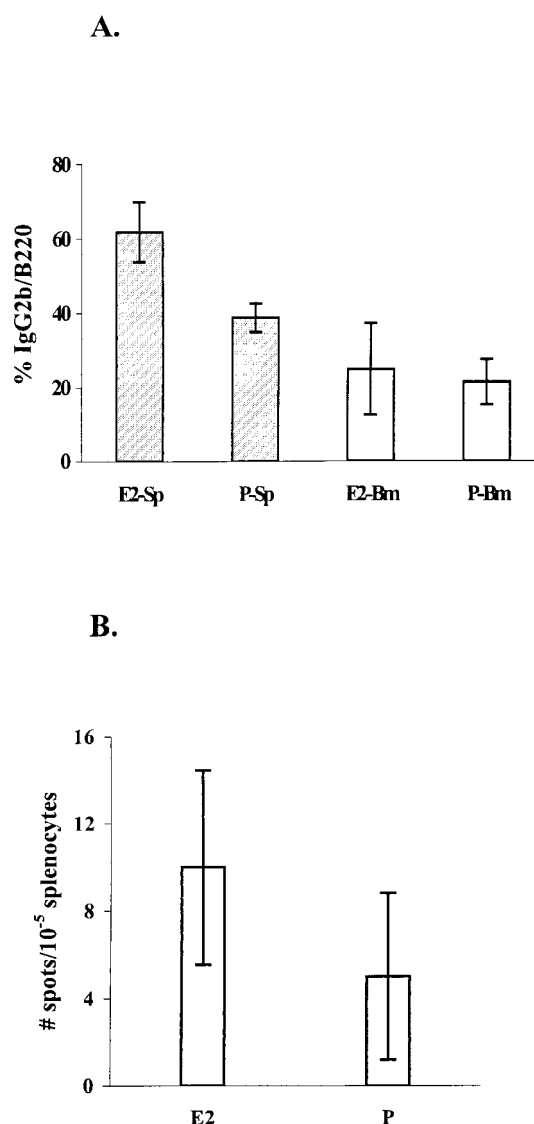 A.
% IgG2b/B220
80
60
40
20
0
E2-Sp P-Sp E2-Bm P-Bm
B.
# spots/10⁻⁵ splenocytes
16
12
8
4
0
E2 P